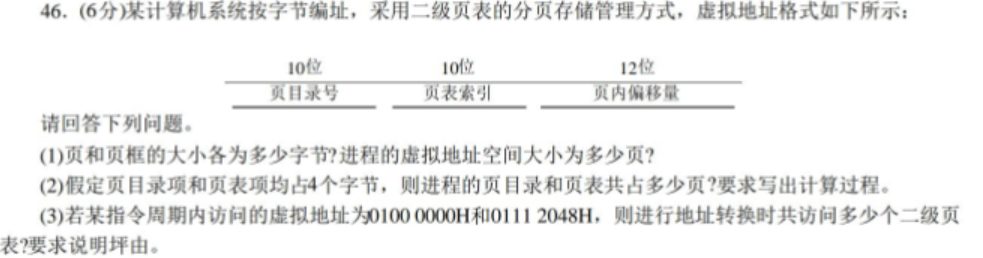 46.(6分)某计算机系统按字节编址，采用二级页表的分页存储管理方式，虚拟地址格式如下所示：
10位 10位 12位
页目录号 页表索引 页内偏移量
请回答下列问题。
(1)页和页框的大小各为多少字节?进程的虚拟地址空间大小为多少页?
(2)假定页目录项和页表项均占4个字节，则进程的页目录和页表共占多少页?要求写出计算过程。
(3)若某指令周期内访问的虚拟地址为0100 0000H和0111 2048H，则进行地址转换时共访问多少个二级页
表?要求说明坪由。